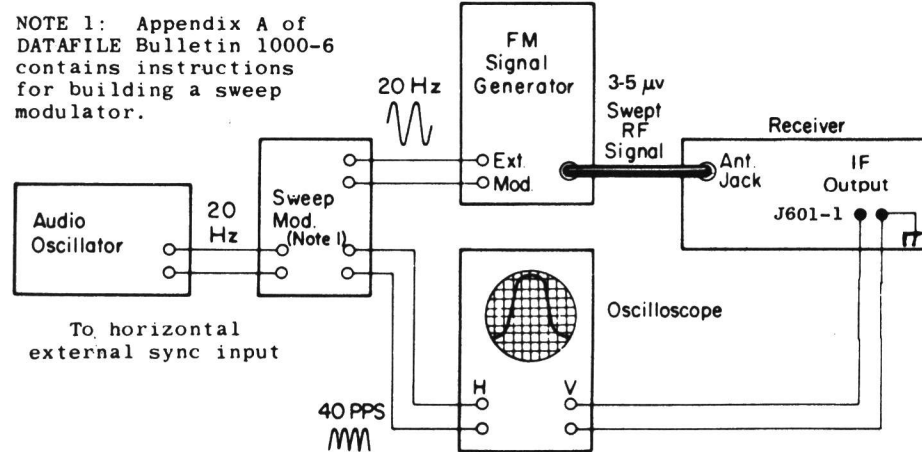 NOTE 1: Appendix A of
DATAFILE Bulletin 1000-6
contains instructions
for building a sweep
modulator.
FM
Signal
Generator
20 Hz
3-5 μv
Swept
RF
Signal
Receiver
Ext.
Mod.
Ant.
Jack
IF
Output
J601-1
Audio
Oscillator
20
Hz
Sweep
Mod.
(Note 1)
Oscilloscope
To horizontal
external sync input
H
V
40 PPS